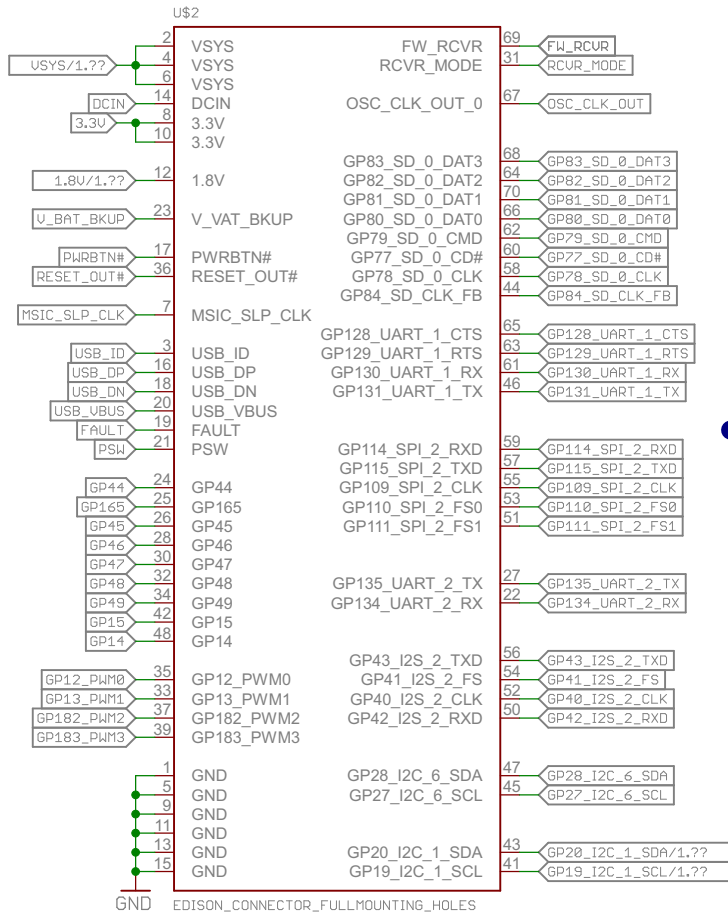 U$2
VSYS/1.?? 2 VSYS FW_RCVR 69 FW_RCVR
4 VSYS RCVR_MODE 31 RCVR_MODE
6 VSYS
DCIN 14 DCIN OSC_CLK_OUT_0 67 OSC_CLK_OUT
3.3V 8 3.3V
10 3.3V
GP83_SD_0_DAT3 68 GP83_SD_0_DAT3
1.8V/1.?? 12 1.8V GP82_SD_0_DAT2 64 GP82_SD_0_DAT2
GP81_SD_0_DAT1 70 GP81_SD_0_DAT1
V_BAT_BKUP 23 V_VAT_BKUP GP80_SD_0_DAT0 66 GP80_SD_0_DAT0
GP79_SD_0_CMD 62 GP79_SD_0_CMD
PWRBTN# 17 PWRBTN# GP77_SD_0_CD# 60 GP77_SD_0_CD#
RESET_OUT# 36 RESET_OUT# GP78_SD_0_CLK 58 GP78_SD_0_CLK
GP84_SD_CLK_FB 44 GP84_SD_CLK_FB
MSIC_SLP_CLK 7 MSIC_SLP_CLK
GP128_UART_1_CTS 65 GP128_UART_1_CTS
USB_ID 3 USB_ID GP129_UART_1_RTS 63 GP129_UART_1_RTS
USB_DP 16 USB_DP GP130_UART_1_RX 61 GP130_UART_1_RX
USB_DN 18 USB_DN GP131_UART_1_TX 46 GP131_UART_1_TX
USB_VBUS 20 USB_VBUS
FAULT 19 FAULT
PSW 21 PSW GP114_SPI_2_RXD 59 GP114_SPI_2_RXD
GP115_SPI_2_TXD 57 GP115_SPI_2_TXD
GP44 24 GP44 GP109_SPI_2_CLK 55 GP109_SPI_2_CLK
GP165 25 GP165 GP110_SPI_2_FS0 53 GP110_SPI_2_FS0
GP45 26 GP45 GP111_SPI_2_FS1 51 GP111_SPI_2_FS1
GP46 28 GP46
GP47 30 GP47
GP48 32 GP48 GP135_UART_2_TX 27 GP135_UART_2_TX
GP49 34 GP49 GP134_UART_2_RX 22 GP134_UART_2_RX
GP15 42 GP15
GP14 48 GP14
GP43_I2S_2_TXD 56 GP43_I2S_2_TXD
GP12_PWM0 35 GP12_PWM0 GP41_I2S_2_FS 54 GP41_I2S_2_FS
GP13_PWM1 33 GP13_PWM1 GP40_I2S_2_CLK 52 GP40_I2S_2_CLK
GP182_PWM2 37 GP182_PWM2 GP42_I2S_2_RXD 50 GP42_I2S_2_RXD
GP183_PWM3 39 GP183_PWM3
1 GND GP28_I2C_6_SDA 47 GP28_I2C_6_SDA
5 GND GP27_I2C_6_SCL 45 GP27_I2C_6_SCL
9 GND
11 GND
13 GND GP20_I2C_1_SDA 43 GP20_I2C_1_SDA/1.??
15 GND GP19_I2C_1_SCL 41 GP19_I2C_1_SCL/1.??
GND EDISON_CONNECTOR_FULLMOUNTING_HOLES